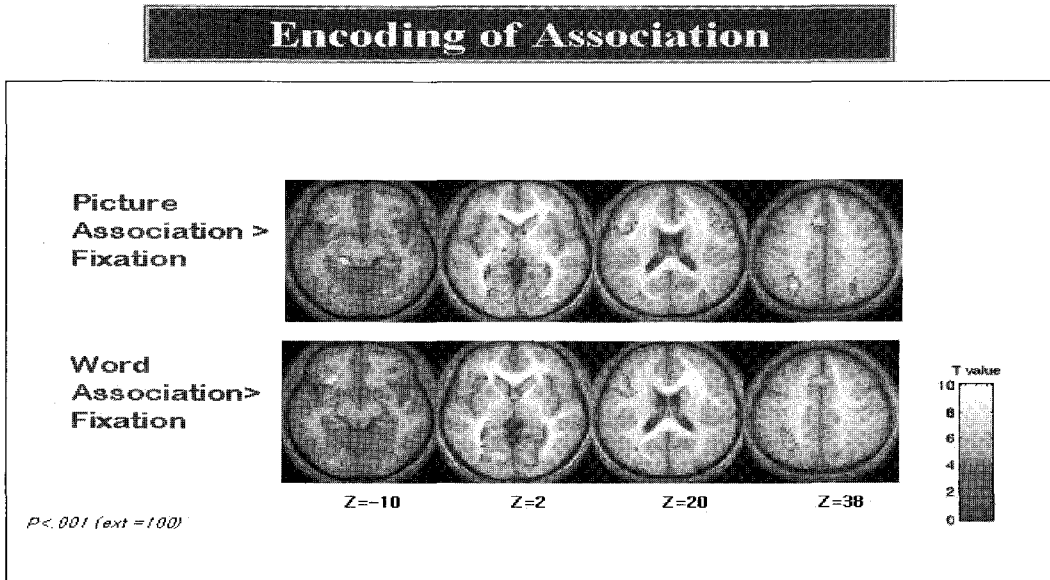 Encoding of Association
Picture
Association >
Fixation
Word
Association>
Fixation
T value
10
8
6
4
2
0
Z=-10 Z=2 Z=20 Z=38
P<.001 (ext =100)